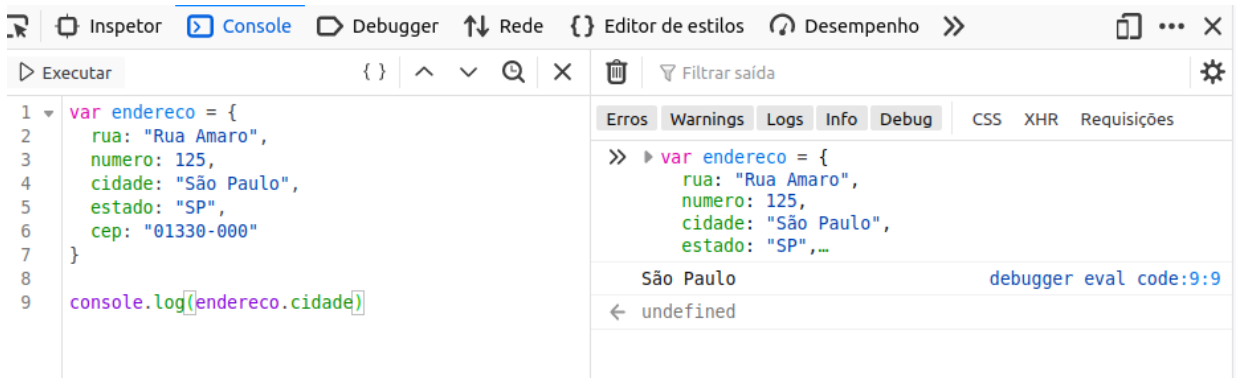 Inspetor Console Debugger Rede {} Editor de estilos Desempenho
Executar { }
1 var endereco = {
2 rua: "Rua Amaro",
3 numero: 125,
4 cidade: "São Paulo",
5 estado: "SP",
6 cep: "01330-000"
7 }
8
9 console.log(endereco.cidade)
Filtrar saída
Erros Warnings Logs Info Debug CSS XHR Requisições
var endereco = {
rua: "Rua Amaro",
numero: 125,
cidade: "São Paulo",
estado: "SP",…
São Paulo debugger eval code:9:9
undefined